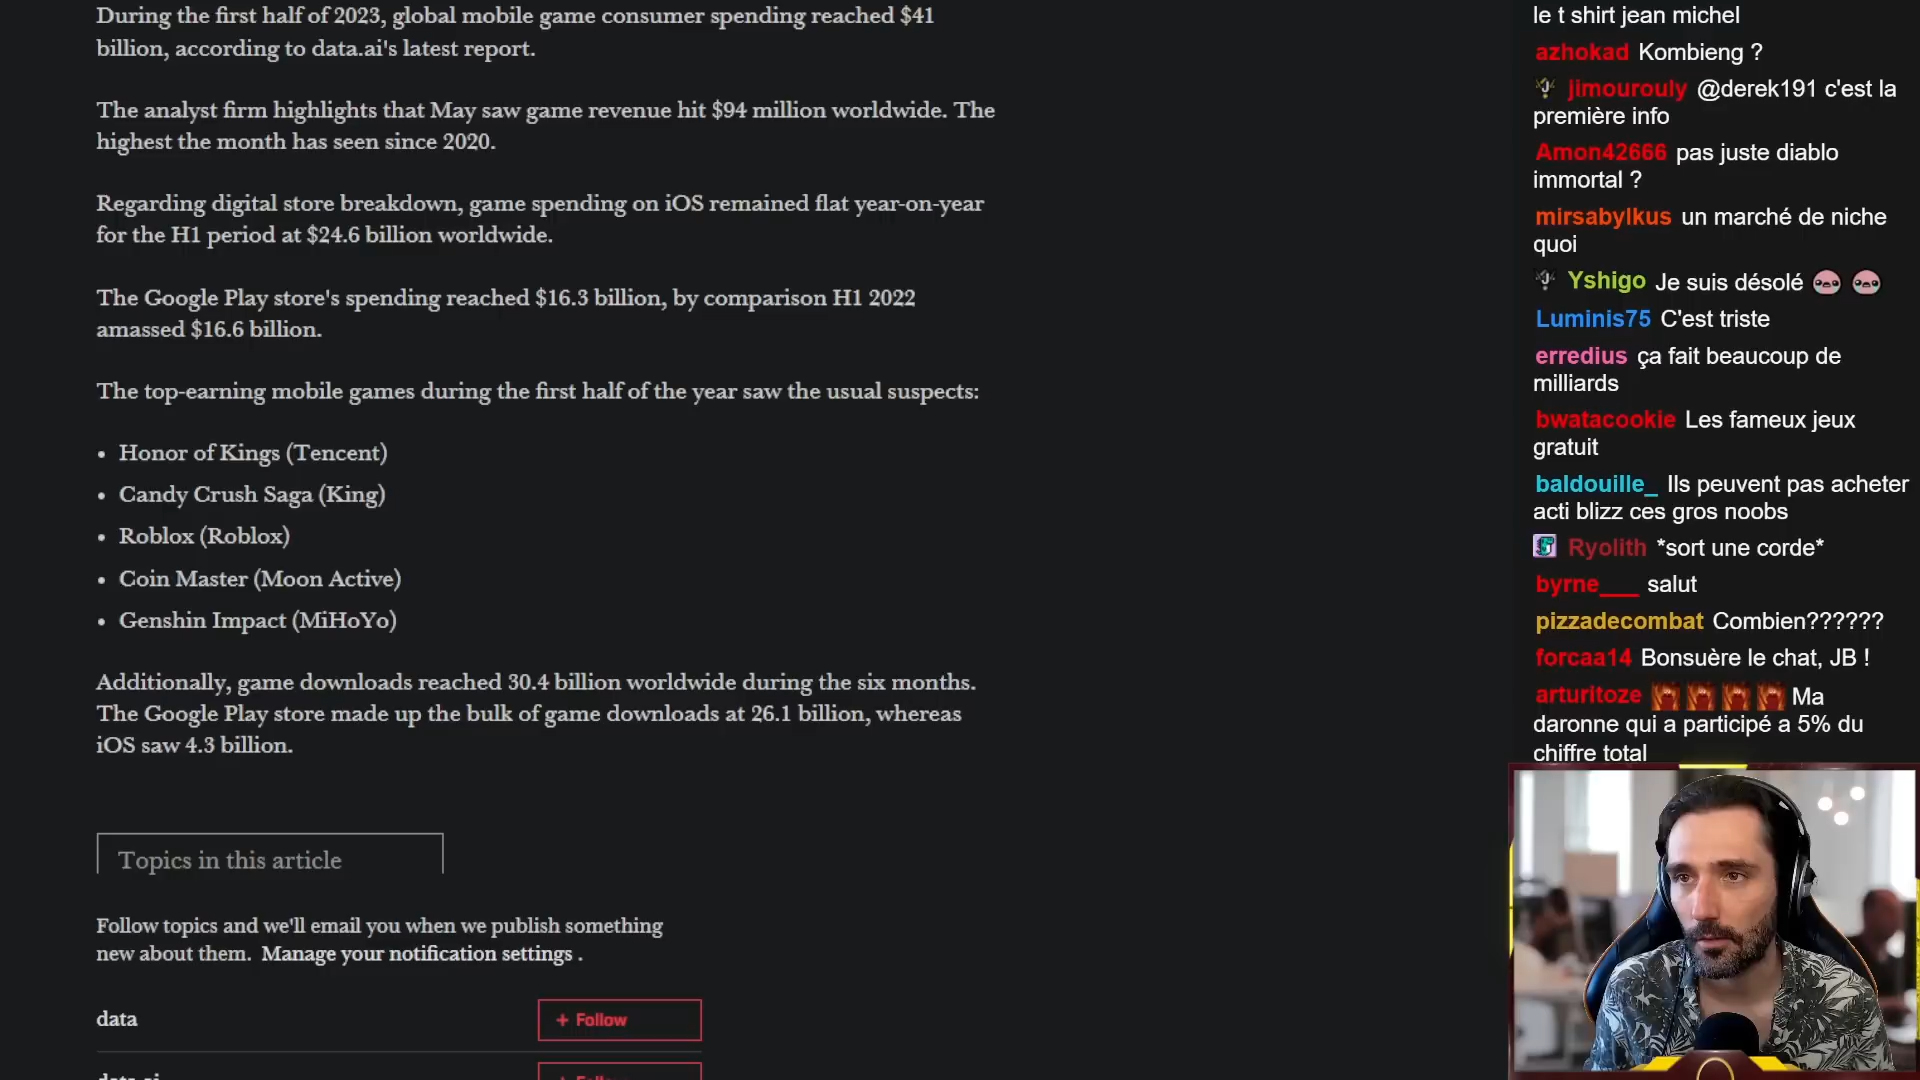 During the first half of 2023, global mobile game consumer spending reached $41
billion, according to data.ai's latest report.
The analyst firm highlights that May saw game revenue hit $94 million worldwide. The
highest the month has seen since 2020.
Regarding digital store breakdown, game spending on iOS remained flat year-on-year
for the H1 period at $24.6 billion worldwide.
The Google Play store's spending reached $16.3 billion, by comparison H1 2022
amassed $16.6 billion.
The top-earning mobile games during the first half of the year saw the usual suspects:
• Honor of Kings (Tencent)
• Candy Crush Saga (King)
• Roblox (Roblox)
• Coin Master (Moon Active)
• Genshin Impact (MiHoYo)
Additionally, game downloads reached 30.4 billion worldwide during the six months.
The Google Play store made up the bulk of game downloads at 26.1 billion, whereas
iOS saw 4.3 billion.
Topics in this article
Follow topics and we'll email you when we publish something
new about them. Manage your notification settings .
data
+ Follow
le t shirt jean michel
azhokad Kombieng ?
jimourouly @derek191 c'est la
première info
Amon42666 pas juste diablo
immortal ?
mirsabylkus un marché de niche
quoi
Yshigo Je suis désolé
Luminis75 C'est triste
erredius ça fait beaucoup de
milliards
bwatacookie Les fameux jeux
gratuit
baldouille_ Ils peuvent pas acheter
acti blizz ces gros noobs
Ryolith *sort une corde*
byrne___ salut
pizzadecombat Combien??????
forcaa14 Bonsuère le chat, JB !
arturitoze Ma
daronne qui a participé a 5% du
chiffre total